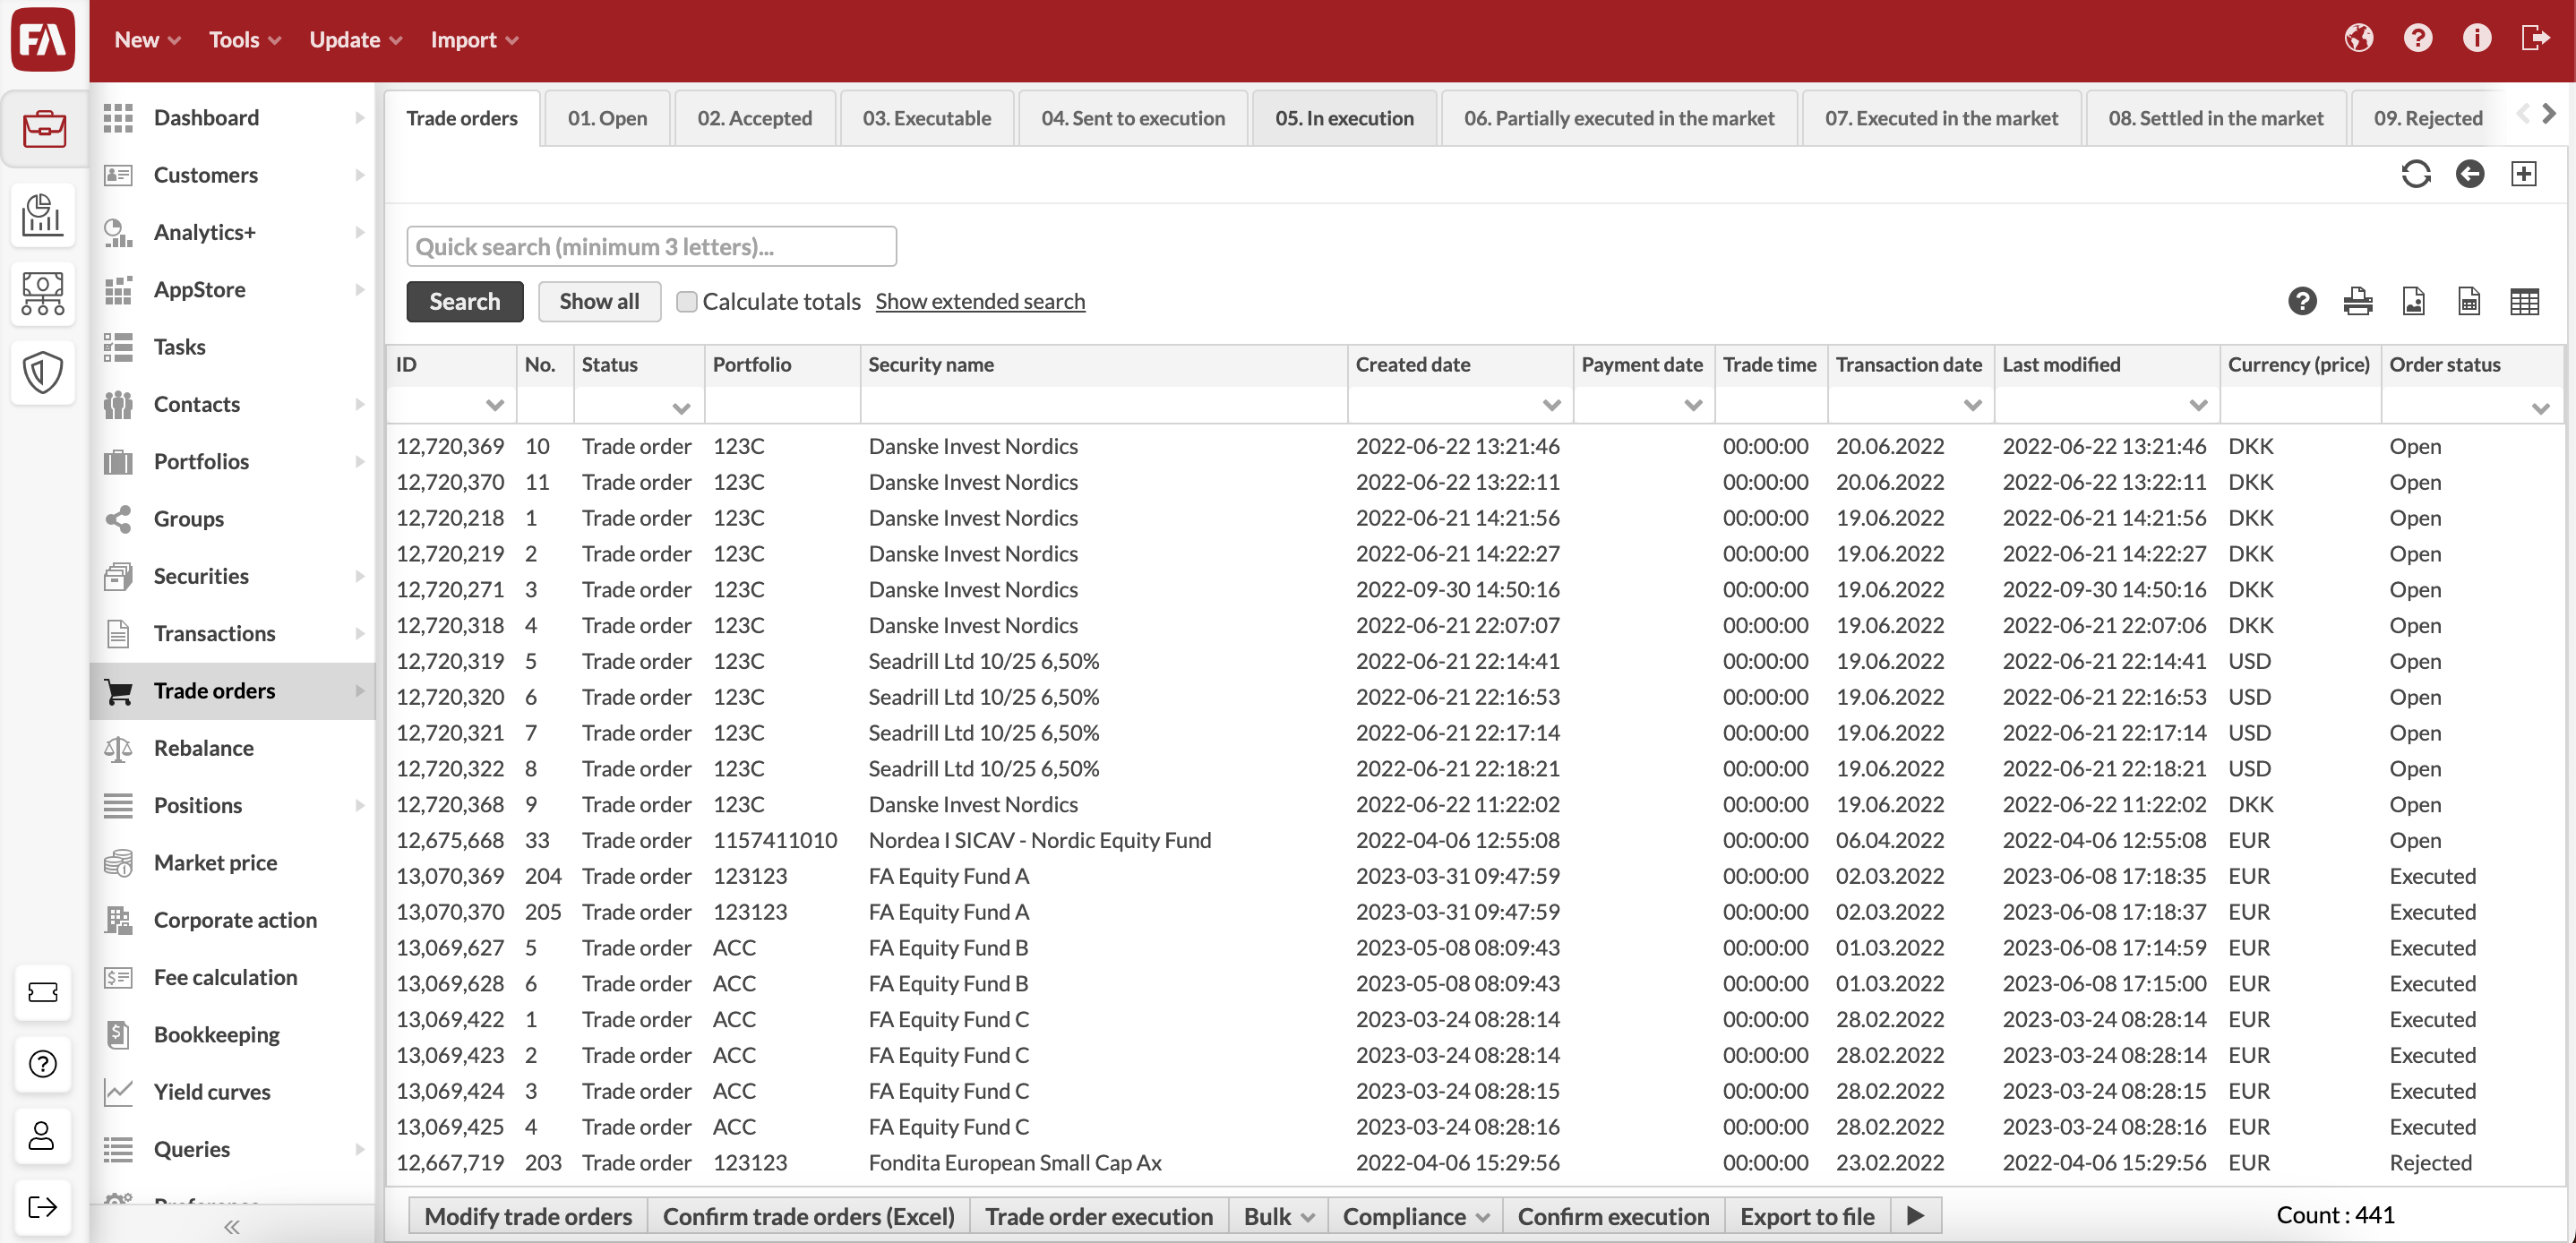 FA
New Tools Update Import
Dashboard
Customers
Analytics+
AppStore
Tasks
Contacts
Portfolios
Groups
Securities
Transactions
Trade orders
Rebalance
Positions
Market price
Corporate action
Fee calculation
Bookkeeping
Yield curves
Queries
Trade orders 01. Open 02. Accepted 03. Executable 04. Sent to execution 05. In execution 06. Partially executed in the market 07. Executed in the market 08. Settled in the market 09. Rejected
Quick search (minimum 3 letters)...
Search Show all Calculate totals Show extended search
ID No. Status Portfolio Security name Created date Payment date Trade time Transaction date Last modified Currency (price) Order status
12,720,369 10 Trade order 123C Danske Invest Nordics 2022-06-22 13:21:46 00:00:00 20.06.2022 2022-06-22 13:21:46 DKK Open
12,720,370 11 Trade order 123C Danske Invest Nordics 2022-06-22 13:22:11 00:00:00 20.06.2022 2022-06-22 13:22:11 DKK Open
12,720,218 1 Trade order 123C Danske Invest Nordics 2022-06-21 14:21:56 00:00:00 19.06.2022 2022-06-21 14:21:56 DKK Open
12,720,219 2 Trade order 123C Danske Invest Nordics 2022-06-21 14:22:27 00:00:00 19.06.2022 2022-06-21 14:22:27 DKK Open
12,720,271 3 Trade order 123C Danske Invest Nordics 2022-09-30 14:50:16 00:00:00 19.06.2022 2022-09-30 14:50:16 DKK Open
12,720,318 4 Trade order 123C Danske Invest Nordics 2022-06-21 22:07:07 00:00:00 19.06.2022 2022-06-21 22:07:06 DKK Open
12,720,319 5 Trade order 123C Seadrill Ltd 10/25 6,50% 2022-06-21 22:14:41 00:00:00 19.06.2022 2022-06-21 22:14:41 USD Open
12,720,320 6 Trade order 123C Seadrill Ltd 10/25 6,50% 2022-06-21 22:16:53 00:00:00 19.06.2022 2022-06-21 22:16:53 USD Open
12,720,321 7 Trade order 123C Seadrill Ltd 10/25 6,50% 2022-06-21 22:17:14 00:00:00 19.06.2022 2022-06-21 22:17:14 USD Open
12,720,322 8 Trade order 123C Seadrill Ltd 10/25 6,50% 2022-06-21 22:18:21 00:00:00 19.06.2022 2022-06-21 22:18:21 USD Open
12,720,368 9 Trade order 123C Danske Invest Nordics 2022-06-22 11:22:02 00:00:00 19.06.2022 2022-06-22 11:22:02 DKK Open
12,675,668 33 Trade order 1157411010 Nordea I SICAV - Nordic Equity Fund 2022-04-06 12:55:08 00:00:00 06.04.2022 2022-04-06 12:55:08 EUR Open
13,070,369 204 Trade order 123123 FA Equity Fund A 2023-03-31 09:47:59 00:00:00 02.03.2022 2023-06-08 17:18:35 EUR Executed
13,070,370 205 Trade order 123123 FA Equity Fund A 2023-03-31 09:47:59 00:00:00 02.03.2022 2023-06-08 17:18:37 EUR Executed
13,069,627 5 Trade order ACC FA Equity Fund B 2023-05-08 08:09:43 00:00:00 01.03.2022 2023-06-08 17:14:59 EUR Executed
13,069,628 6 Trade order ACC FA Equity Fund B 2023-05-08 08:09:43 00:00:00 01.03.2022 2023-06-08 17:15:00 EUR Executed
13,069,422 1 Trade order ACC FA Equity Fund C 2023-03-24 08:28:14 00:00:00 28.02.2022 2023-03-24 08:28:14 EUR Executed
13,069,423 2 Trade order ACC FA Equity Fund C 2023-03-24 08:28:14 00:00:00 28.02.2022 2023-03-24 08:28:14 EUR Executed
13,069,424 3 Trade order ACC FA Equity Fund C 2023-03-24 08:28:15 00:00:00 28.02.2022 2023-03-24 08:28:15 EUR Executed
13,069,425 4 Trade order ACC FA Equity Fund C 2023-03-24 08:28:16 00:00:00 28.02.2022 2023-03-24 08:28:16 EUR Executed
12,667,719 203 Trade order 123123 Fondita European Small Cap Ax 2022-04-06 15:29:56 00:00:00 23.02.2022 2022-04-06 15:29:56 EUR Rejected
Modify trade orders Confirm trade orders (Excel) Trade order execution Bulk Compliance Confirm execution Export to file Count : 441